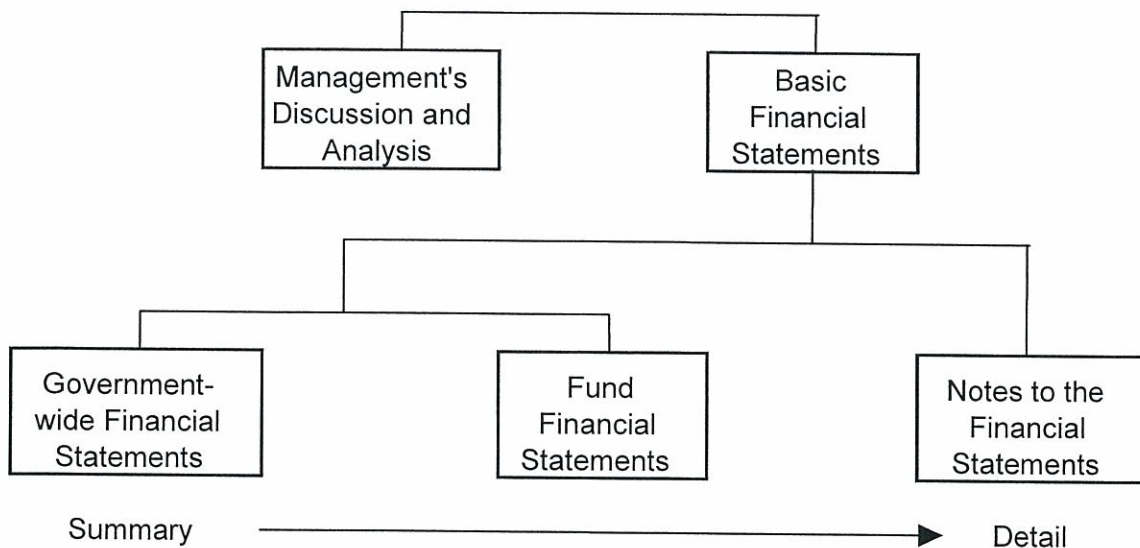 Management's
Discussion and
Analysis
Basic
Financial
Statements
Government-
wide Financial
Statements
Fund
Financial
Statements
Notes to the
Financial
Statements
Summary
Detail